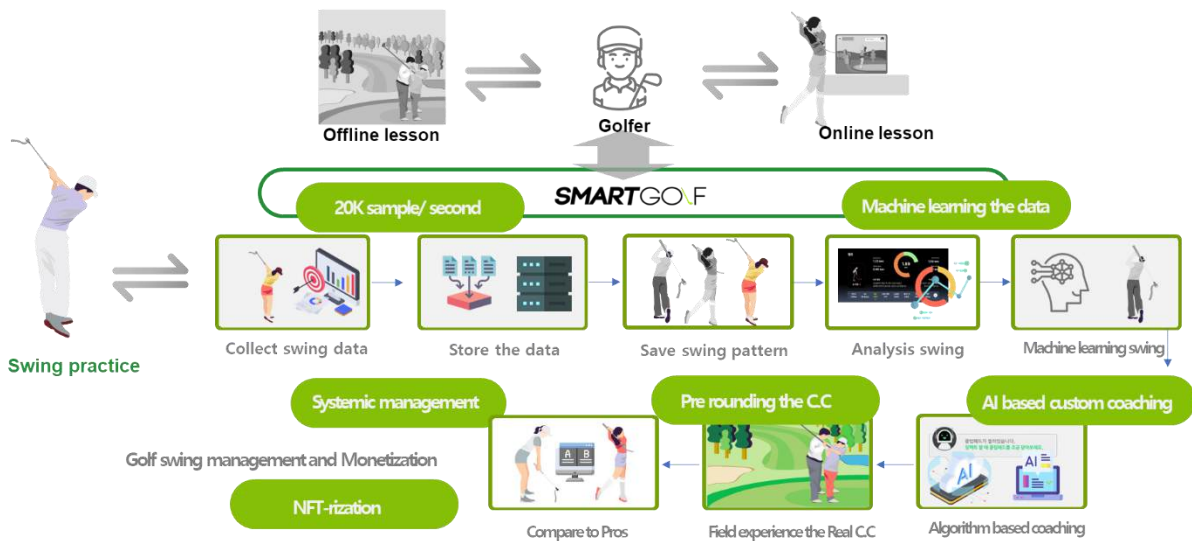 Offline lesson
Golfer
Online lesson
SMARTGOLF
20K sample/ second
Machine learning the data
Swing practice
Collect swing data
Store the data
Save swing pattern
Analysis swing
Machine learning swing
Systemic management
Pre rounding the C.C
AI based custom coaching
Golf swing management and Monetization
NFT-rization
A B
AI
AI
Compare to Pros
Field experience the Real C.C
Algorithm based coaching